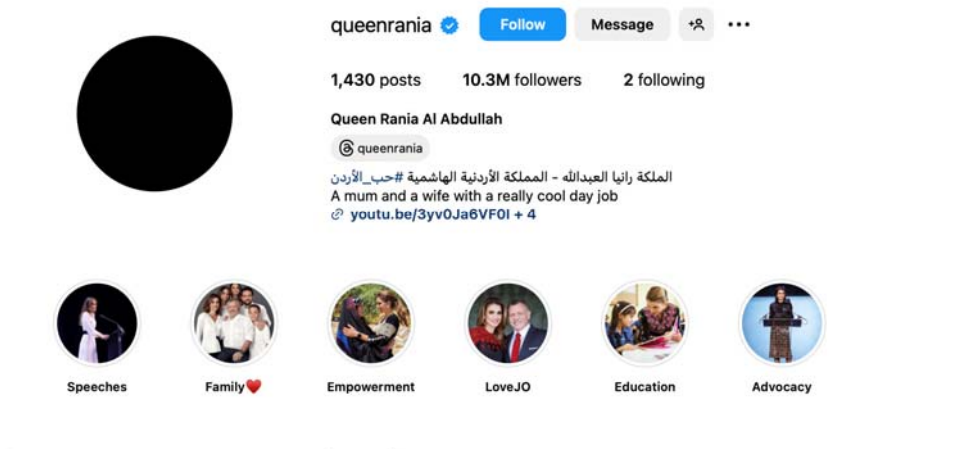 queenrania Follow Message
1,430 posts 10.3M followers 2 following
Queen Rania Al Abdullah
queenrania
الملكة رانيا العبدالله - المملكة الأردنية الهاشمية #حب_الأردن
A mum and a wife with a really cool day job
youtu.be/3yv0Ja6VF0I + 4
Speeches Family❤️ Empowerment LoveJO Education Advocacy